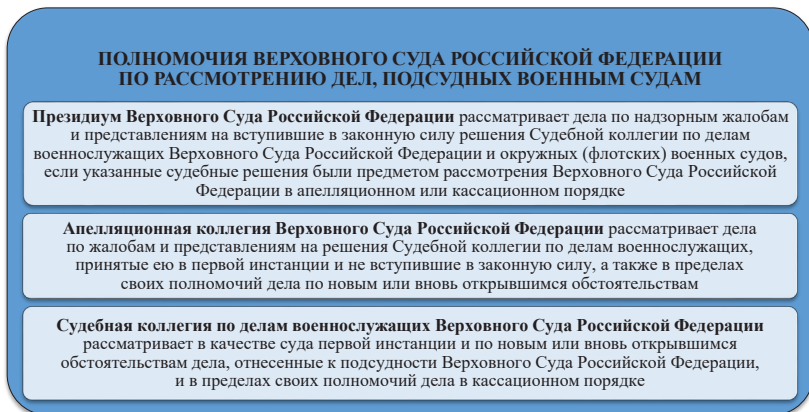 ПОЛНОМОЧИЯ ВЕРХОВНОГО СУДА РОССИЙСКОЙ ФЕДЕРАЦИИ
ПО РАССМОТРЕНИЮ ДЕЛ, ПОДСУДНЫХ ВОЕННЫМ СУДАМ
Президиум Верховного Суда Российской Федерации рассматривает дела по надзорным жалобам
и представлениям на вступившие в законную силу решения Судебной коллегии по делам
военнослужащих Верховного Суда Российской Федерации и окружных (флотских) военных судов,
если указанные судебные решения были предметом рассмотрения Верховного Суда Российской
Федерации в апелляционном или кассационном порядке
Апелляционная коллегия Верховного Суда Российской Федерации рассматривает дела
по жалобам и представлениям на решения Судебной коллегии по делам военнослужащих,
принятые ею в первой инстанции и не вступившие в законную силу, а также в пределах
своих полномочий дела по новым или вновь открывшимся обстоятельствам
Судебная коллегия по делам военнослужащих Верховного Суда Российской Федерации
рассматривает в качестве суда первой инстанции и по новым или вновь открывшимся
обстоятельствам дела, отнесенные к подсудности Верховного Суда Российской Федерации,
и в пределах своих полномочий дела в кассационном порядке